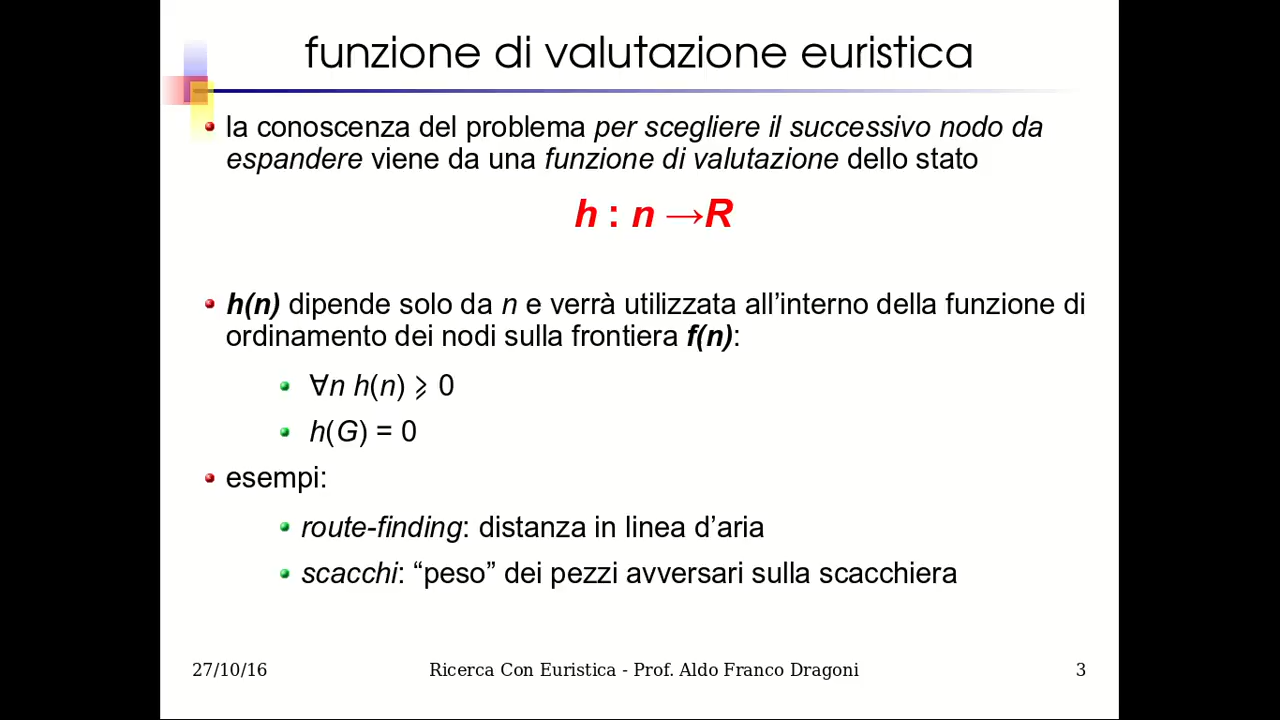 funzione di valutazione euristica
la conoscenza del problema per scegliere il successivo nodo da
espandere viene da una funzione di valutazione dello stato
h : n →R
h(n) dipende solo da n e verrà utilizzata all’interno della funzione di
ordinamento dei nodi sulla frontiera f(n):
∀n h(n) ⩾ 0
h(G) = 0
esempi:
route-finding: distanza in linea d’aria
scacchi: “peso” dei pezzi avversari sulla scacchiera
27/10/16 Ricerca Con Euristica - Prof. Aldo Franco Dragoni 3